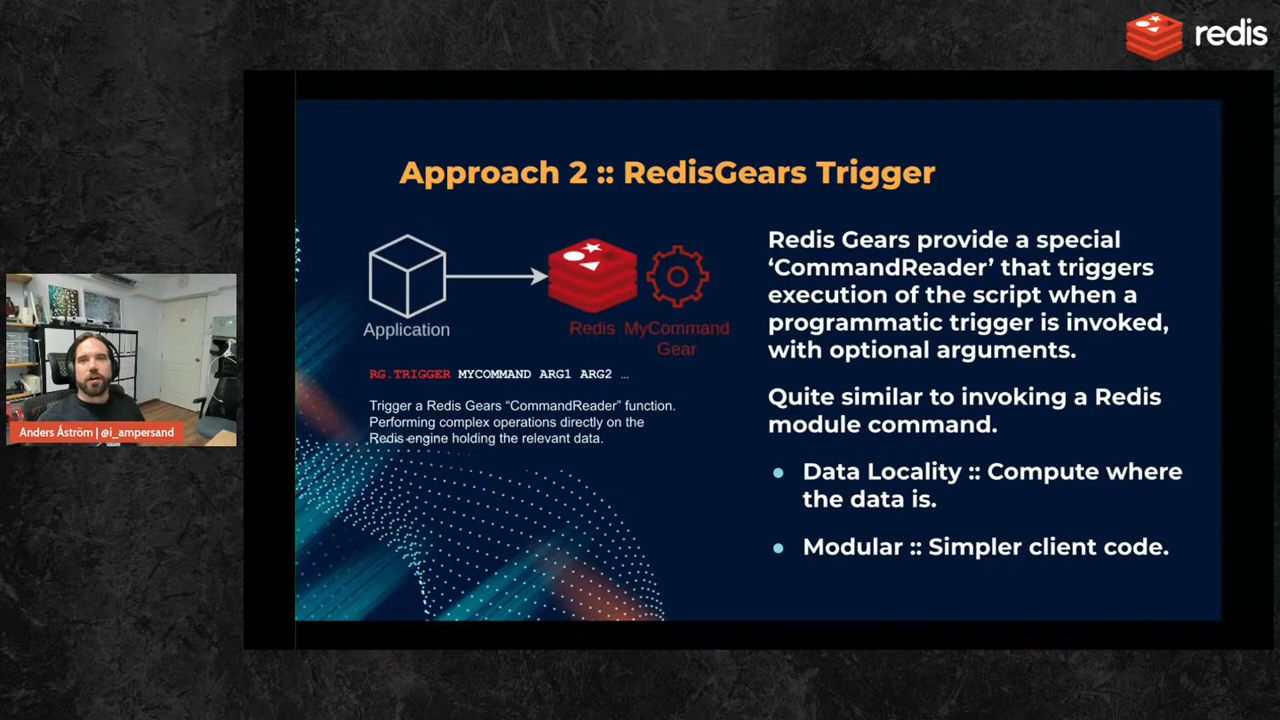 redis
Approach 2 :: RedisGears Trigger
Application
Redis
MyCommand
Gear
RG.TRIGGER MYCOMMAND ARG1 ARG2 …
Trigger a Redis Gears “CommandReader” function.
Performing complex operations directly on the
Redis engine holding the relevant data.
Redis Gears provide a special
‘CommandReader’ that triggers
execution of the script when a
programmatic trigger is invoked,
with optional arguments.
Quite similar to invoking a Redis
module command.
● Data Locality :: Compute where
the data is.
● Modular :: Simpler client code.
Anders Åström | @i_ampersand